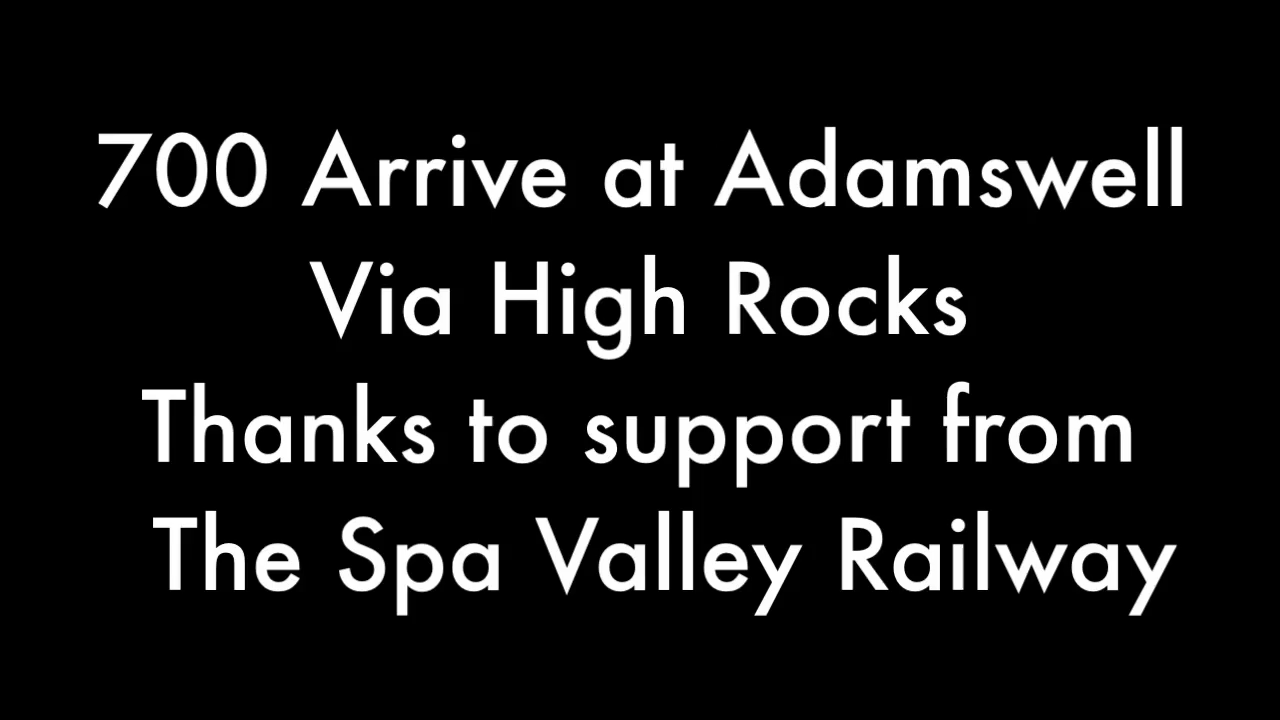 700 Arrive at Adamswell
Via High Rocks
Thanks to support from
The Spa Valley Railway